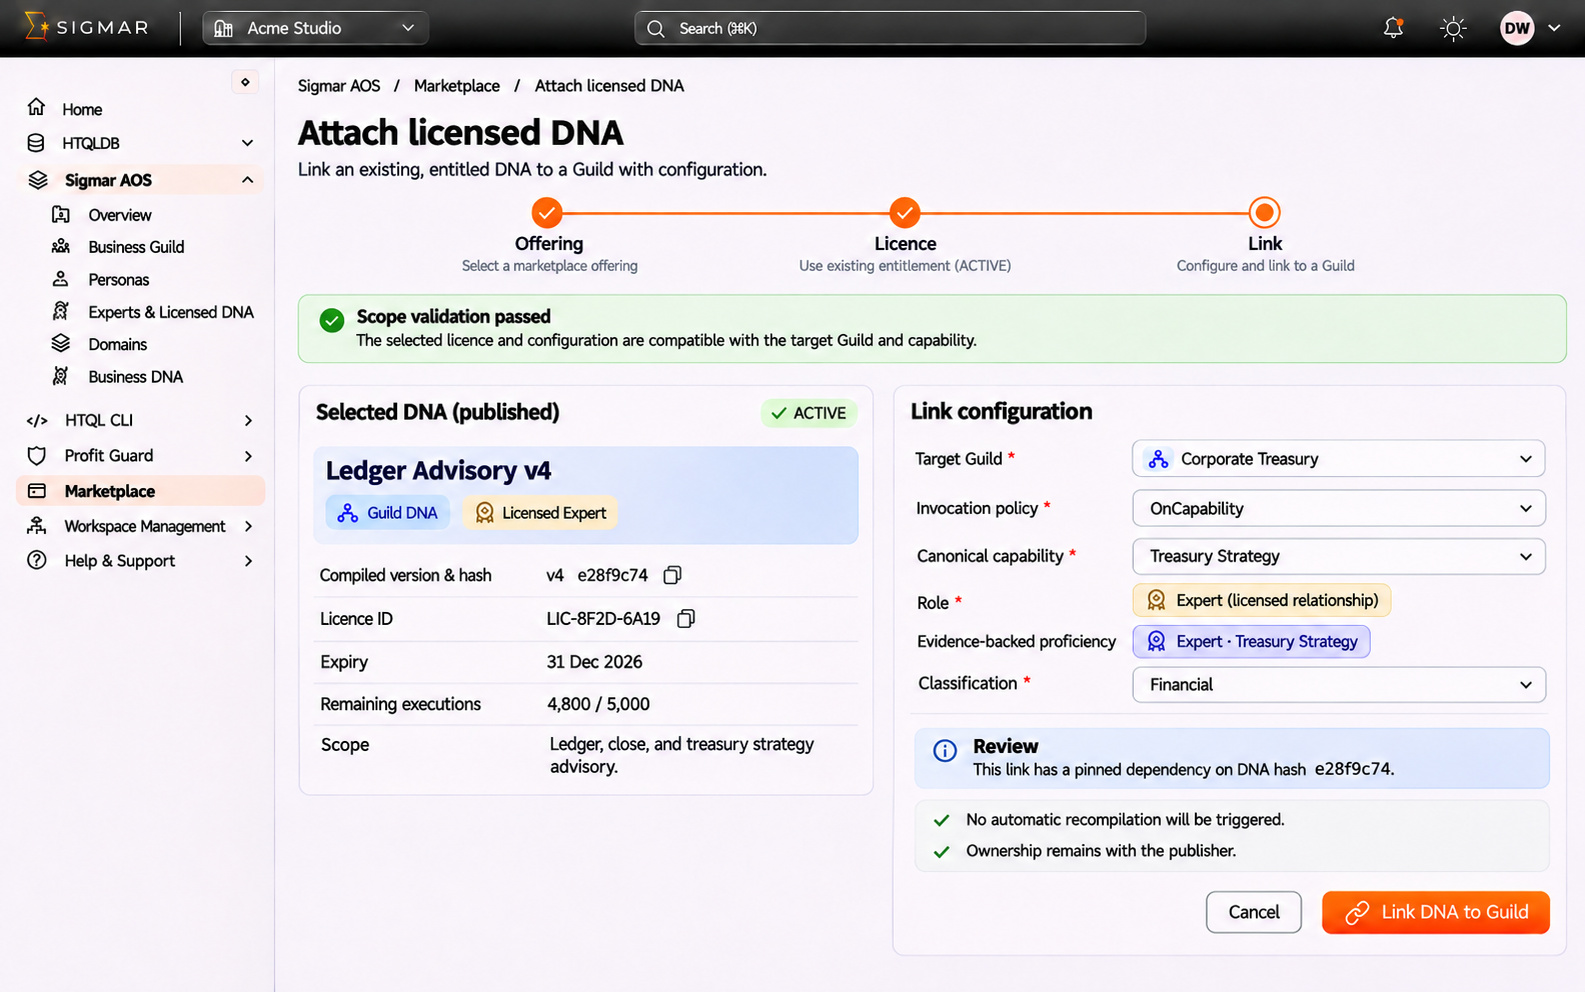 SIGMAR
Acme Studio
Search (⌘K)
DW
Home
HTQLDB
Sigmar AOS
Overview
Business Guild
Personas
Experts & Licensed DNA
Domains
Business DNA
HTQL CLI
Profit Guard
Marketplace
Workspace Management
Help & Support
Sigmar AOS / Marketplace / Attach licensed DNA
Attach licensed DNA
Link an existing, entitled DNA to a Guild with configuration.
Offering
Select a marketplace offering
Licence
Use existing entitlement (ACTIVE)
Link
Configure and link to a Guild
Scope validation passed
The selected licence and configuration are compatible with the target Guild and capability.
Selected DNA (published)
ACTIVE
Ledger Advisory v4
Guild DNA
Licensed Expert
Compiled version & hash v4 e28f9c74
Licence ID LIC-8F2D-6A19
Expiry 31 Dec 2026
Remaining executions 4,800 / 5,000
Scope Ledger, close, and treasury strategy
advisory.
Link configuration
Target Guild * Corporate Treasury
Invocation policy * OnCapability
Canonical capability * Treasury Strategy
Role * Expert (licensed relationship)
Evidence-backed proficiency Expert · Treasury Strategy
Classification * Financial
Review
This link has a pinned dependency on DNA hash e28f9c74.
No automatic recompilation will be triggered.
Ownership remains with the publisher.
Cancel
Link DNA to Guild